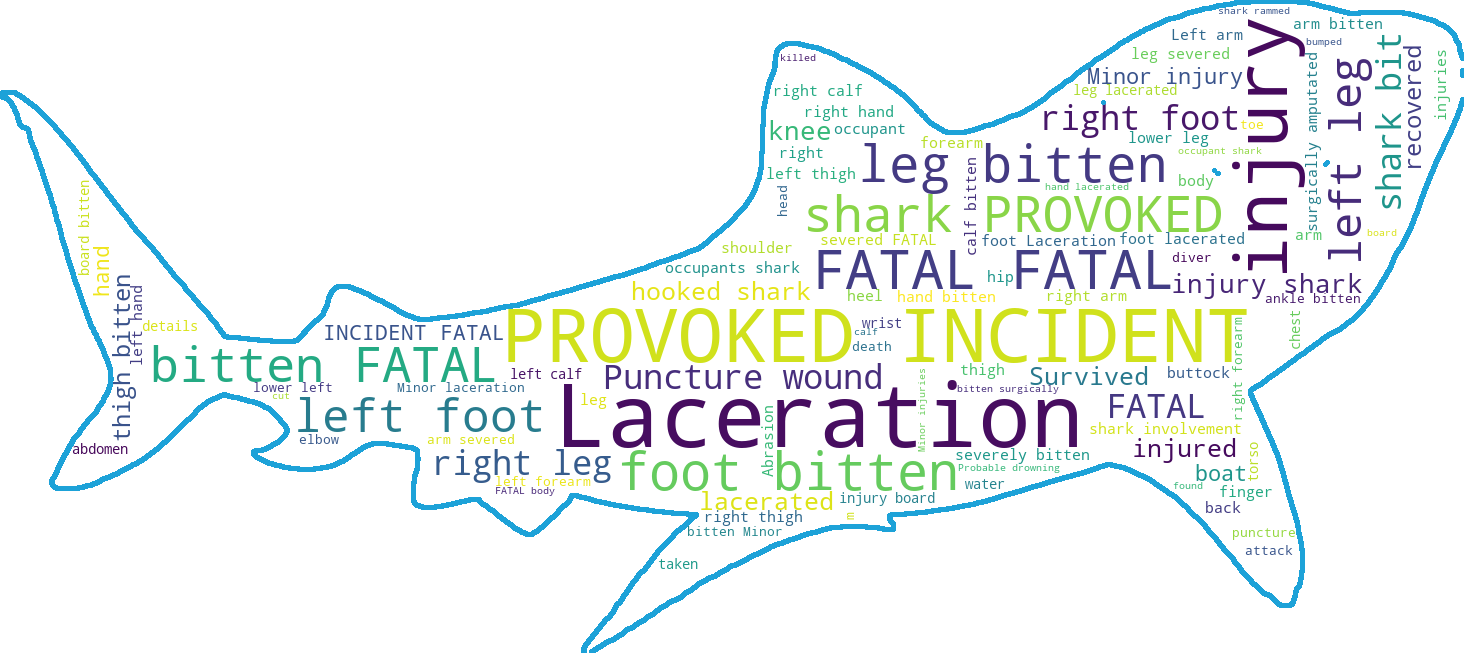 shark rammed
arm bitten
Left arm
bumped
leg severed
killed
Minor injury
injury
left leg
shark bit
recovered
injuries
surgically amputated
right calf
leg lacerated
right hand
right foot
toe
knee
occupant
lower leg
forearm
right
occupant shark
leg bitten
left thigh
body
hand lacerated
head
calf bitten
shark PROVOKED
board
arm
severed FATAL
foot Laceration
foot lacerated
shoulder
diver
occupants shark
FATAL
hip
FATAL
injury shark
hooked shark
heel
hand bitten
right arm
ankle bitten
board bitten
hand
thigh bitten
left hand
details
INCIDENT FATAL
PROVOKED INCIDENT
wrist
calf
death
chest
right forearm
bitten FATAL
left calf
Puncture wound
thigh
Survived
buttock
lower left
Minor laceration
bitten surgically
cut
leg
Laceration
Minor injuries
FATAL
left foot
shark involvement
elbow
arm severed
Abrasion
injured
abdomen
right leg
foot bitten
severely bitten
Probable drowning
boat
torso
left forearm
water
found
finger
FATAL body
lacerated
injury board
back
right thigh
m
bitten Minor
puncture
attack
taken